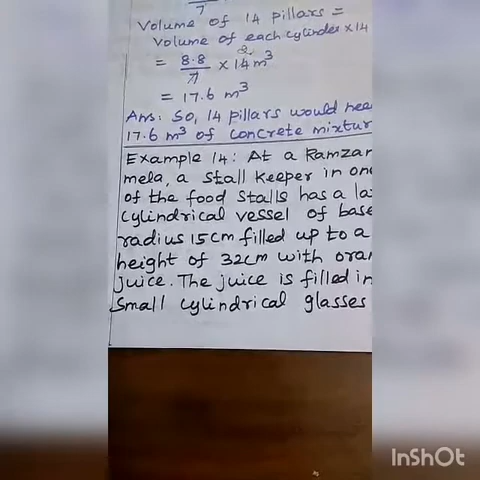 7
Volume of 14 pillars =
Volume of each cylinder × 14
= 8.8/7 × 14 m³
2
= 17.6 m³
Ans: So, 14 pillars would nee
17.6 m³ of concrete mixtur
Example 14: At a Ramzan
mela, a stall keeper in one
of the food stalls has a la
cylindrical vessel of base
radius 15cm filled up to a
height of 32cm with oran
juice. The juice is filled in
small cylindrical glasses
InShOt